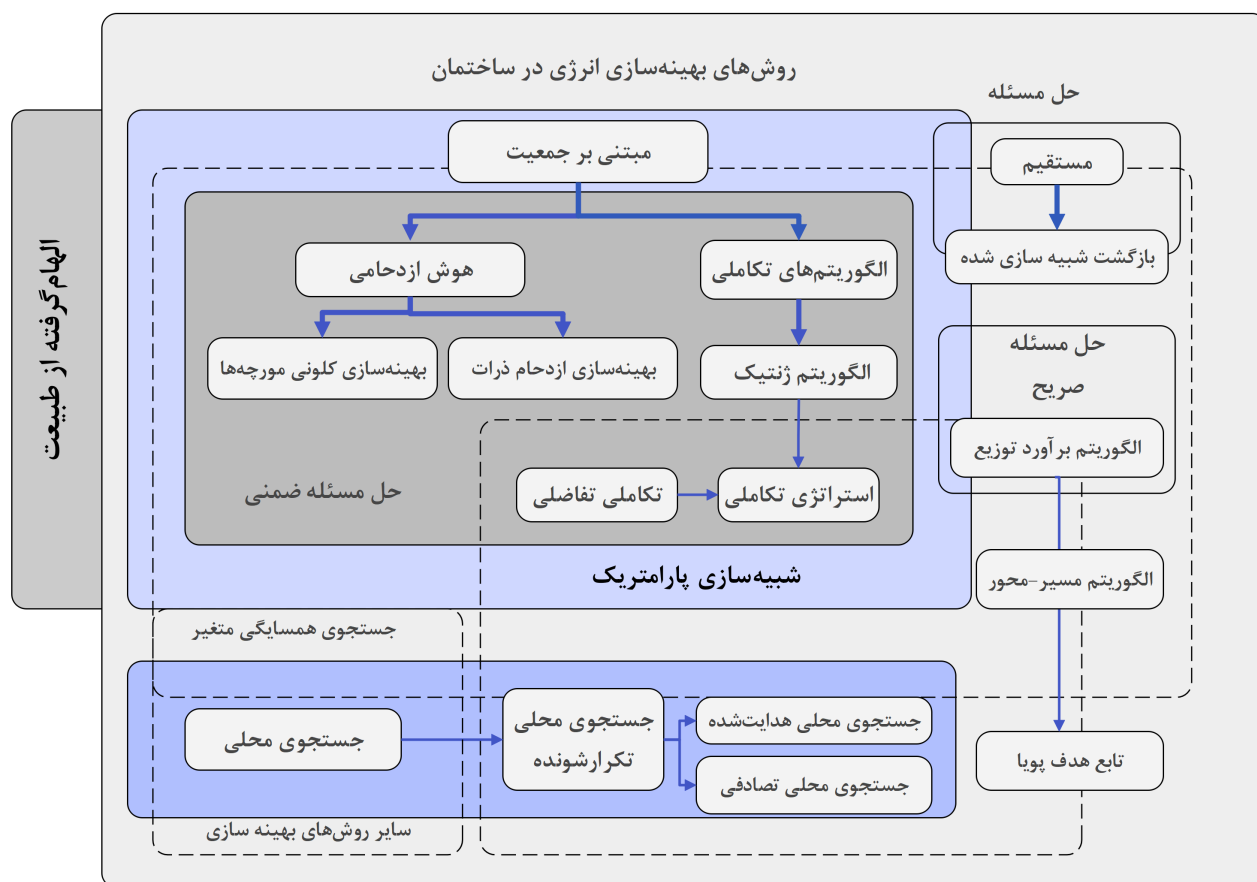 روش‌های بهینه‌سازی انرژی در ساختمان
حل مسئله
مبتنی بر جمعیت
مستقیم
بازگشت شبیه سازی شده
الگوریتم‌های تکاملی
هوش ازدحامی
الهام‌گرفته از طبیعت
حل مسئله
صریح
الگوریتم ژنتیک
بهینه‌سازی ازدحام ذرات
بهینه‌سازی کلونی مورچه‌ها
الگوریتم برآورد توزیع
استراتژی تکاملی
تکاملی تفاضلی
حل مسئله ضمنی
شبیه‌سازی پارامتریک
الگوریتم مسیر-محور
جستجوی همسایگی متغیر
جستجوی محلی
جستجوی محلی
تکرارشونده
جستجوی محلی هدایت‌شده
جستجوی محلی تصادفی
تابع هدف پویا
سایر روش‌های بهینه سازی